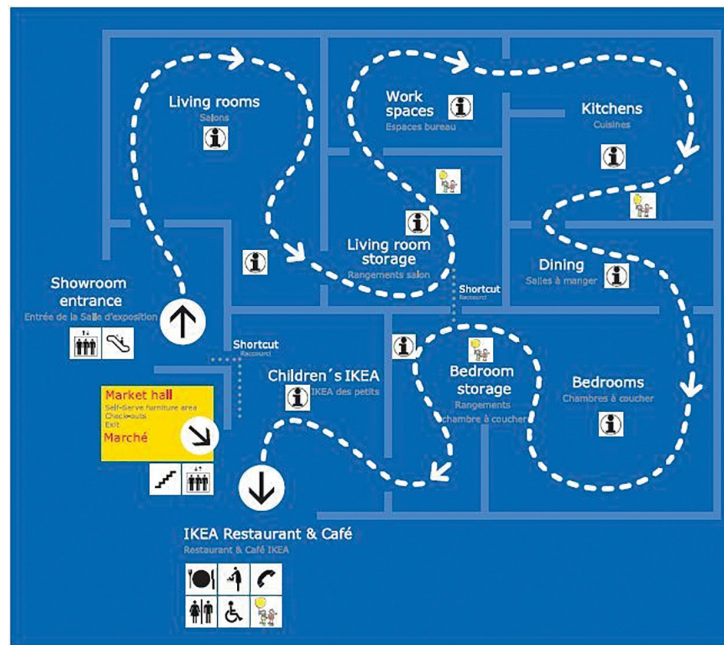 Living rooms
Salons
Work
spaces
Espaces bureau
Kitchens
Cuisines
Living room
storage
Rangements salon
Dining
Salles à manger
Showroom
entrance
Entrée de la Salle d'exposition
Shortcut
Raccourci
Shortcut
Raccourci
Children´s IKEA
IKEA des petits
Bedroom
storage
Rangements
chambre à coucher
Bedrooms
Chambres à coucher
Market hall
Self-Serve furniture area
Check-outs
Exit
Marché
IKEA Restaurant & Café
Restaurant & Café IKEA